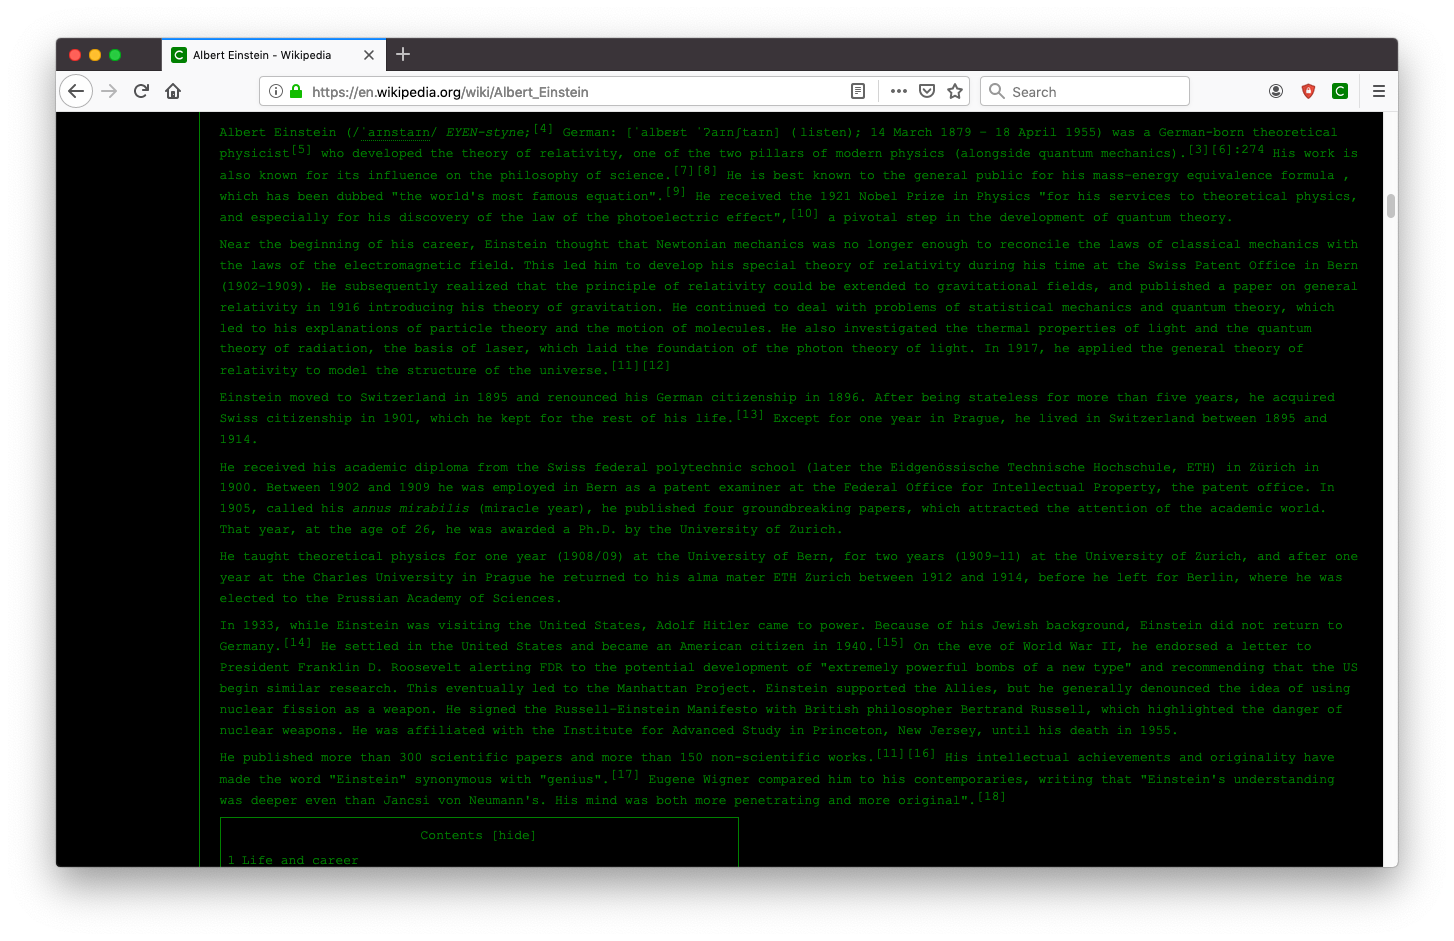 Albert Einstein - Wikipedia
https://en.wikipedia.org/wiki/Albert_Einstein
Search
Albert Einstein (/ˈaɪnstaɪn/ EYEN-styne;[4] German: [ˈalbɛɐt ˈʔaɪnʃtaɪn] (listen); 14 March 1879 – 18 April 1955) was a German-born theoretical
physicist[5] who developed the theory of relativity, one of the two pillars of modern physics (alongside quantum mechanics).[3][6]:274 His work is
also known for its influence on the philosophy of science.[7][8] He is best known to the general public for his mass–energy equivalence formula ,
which has been dubbed "the world's most famous equation".[9] He received the 1921 Nobel Prize in Physics "for his services to theoretical physics,
and especially for his discovery of the law of the photoelectric effect",[10] a pivotal step in the development of quantum theory.
Near the beginning of his career, Einstein thought that Newtonian mechanics was no longer enough to reconcile the laws of classical mechanics with
the laws of the electromagnetic field. This led him to develop his special theory of relativity during his time at the Swiss Patent Office in Bern
(1902–1909). He subsequently realized that the principle of relativity could be extended to gravitational fields, and published a paper on general
relativity in 1916 introducing his theory of gravitation. He continued to deal with problems of statistical mechanics and quantum theory, which
led to his explanations of particle theory and the motion of molecules. He also investigated the thermal properties of light and the quantum
theory of radiation, the basis of laser, which laid the foundation of the photon theory of light. In 1917, he applied the general theory of
relativity to model the structure of the universe.[11][12]
Einstein moved to Switzerland in 1895 and renounced his German citizenship in 1896. After being stateless for more than five years, he acquired
Swiss citizenship in 1901, which he kept for the rest of his life.[13] Except for one year in Prague, he lived in Switzerland between 1895 and
1914.
He received his academic diploma from the Swiss federal polytechnic school (later the Eidgenössische Technische Hochschule, ETH) in Zürich in
1900. Between 1902 and 1909 he was employed in Bern as a patent examiner at the Federal Office for Intellectual Property, the patent office. In
1905, called his annus mirabilis (miracle year), he published four groundbreaking papers, which attracted the attention of the academic world.
That year, at the age of 26, he was awarded a Ph.D. by the University of Zurich.
He taught theoretical physics for one year (1908/09) at the University of Bern, for two years (1909–11) at the University of Zurich, and after one
year at the Charles University in Prague he returned to his alma mater ETH Zurich between 1912 and 1914, before he left for Berlin, where he was
elected to the Prussian Academy of Sciences.
In 1933, while Einstein was visiting the United States, Adolf Hitler came to power. Because of his Jewish background, Einstein did not return to
Germany.[14] He settled in the United States and became an American citizen in 1940.[15] On the eve of World War II, he endorsed a letter to
President Franklin D. Roosevelt alerting FDR to the potential development of "extremely powerful bombs of a new type" and recommending that the US
begin similar research. This eventually led to the Manhattan Project. Einstein supported the Allies, but he generally denounced the idea of using
nuclear fission as a weapon. He signed the Russell–Einstein Manifesto with British philosopher Bertrand Russell, which highlighted the danger of
nuclear weapons. He was affiliated with the Institute for Advanced Study in Princeton, New Jersey, until his death in 1955.
He published more than 300 scientific papers and more than 150 non-scientific works.[11][16] His intellectual achievements and originality have
made the word "Einstein" synonymous with "genius".[17] Eugene Wigner compared him to his contemporaries, writing that "Einstein's understanding
was deeper even than Jancsi von Neumann's. His mind was both more penetrating and more original".[18]
Contents [hide]
1 Life and career